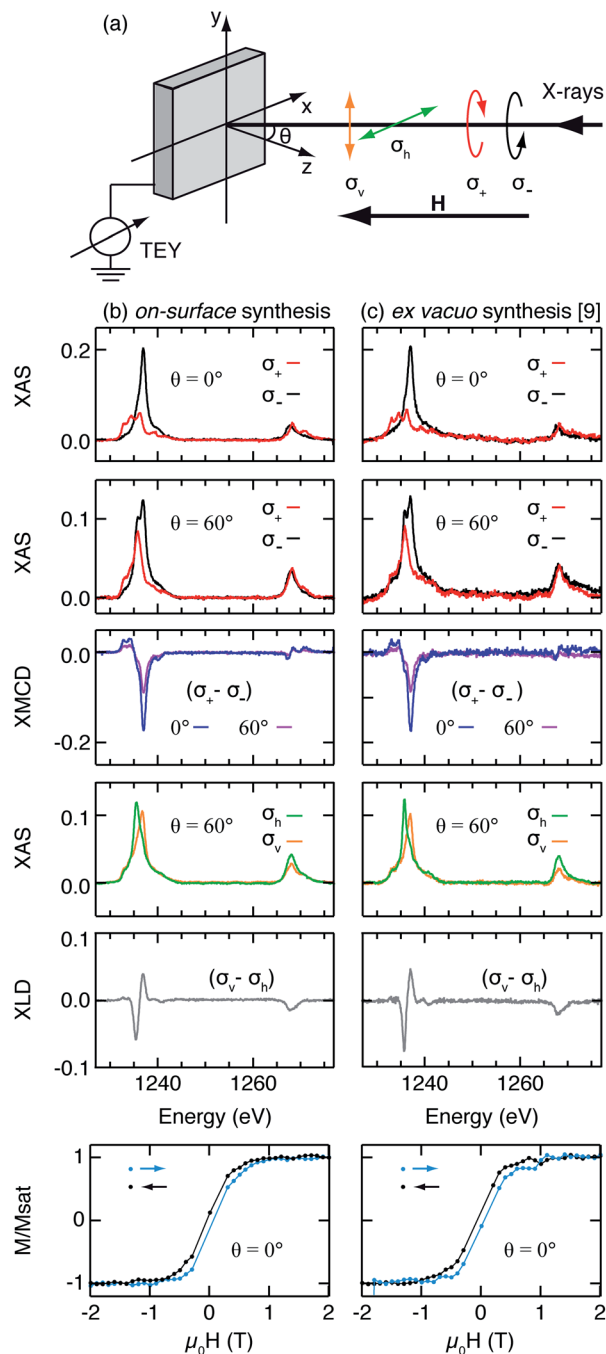 (a)
y
x
θ
z
X-rays
σv
σh
σ+
σ-
H
TEY
(b) on-surface synthesis
(c) ex vacuo synthesis [9]
XAS
0.2
0.0
θ = 0°
σ+
σ-
θ = 0°
σ+
σ-
XAS
0.1
0.0
θ = 60°
σ+
σ-
θ = 60°
σ+
σ-
XMCD
0.0
-0.2
(σ+- σ-)
0° 60°
(σ+- σ-)
0° 60°
XAS
0.1
0.0
θ = 60°
σh
σv
θ = 60°
σh
σv
XLD
0.1
0.0
-0.1
(σv- σh)
(σv- σh)
1240 1260
1240 1260
Energy (eV)
Energy (eV)
M/Msat
1
0
-1
θ = 0°
-2 -1 0 1 2
μ0H (T)
1
0
-1
θ = 0°
-2 -1 0 1 2
μ0H (T)